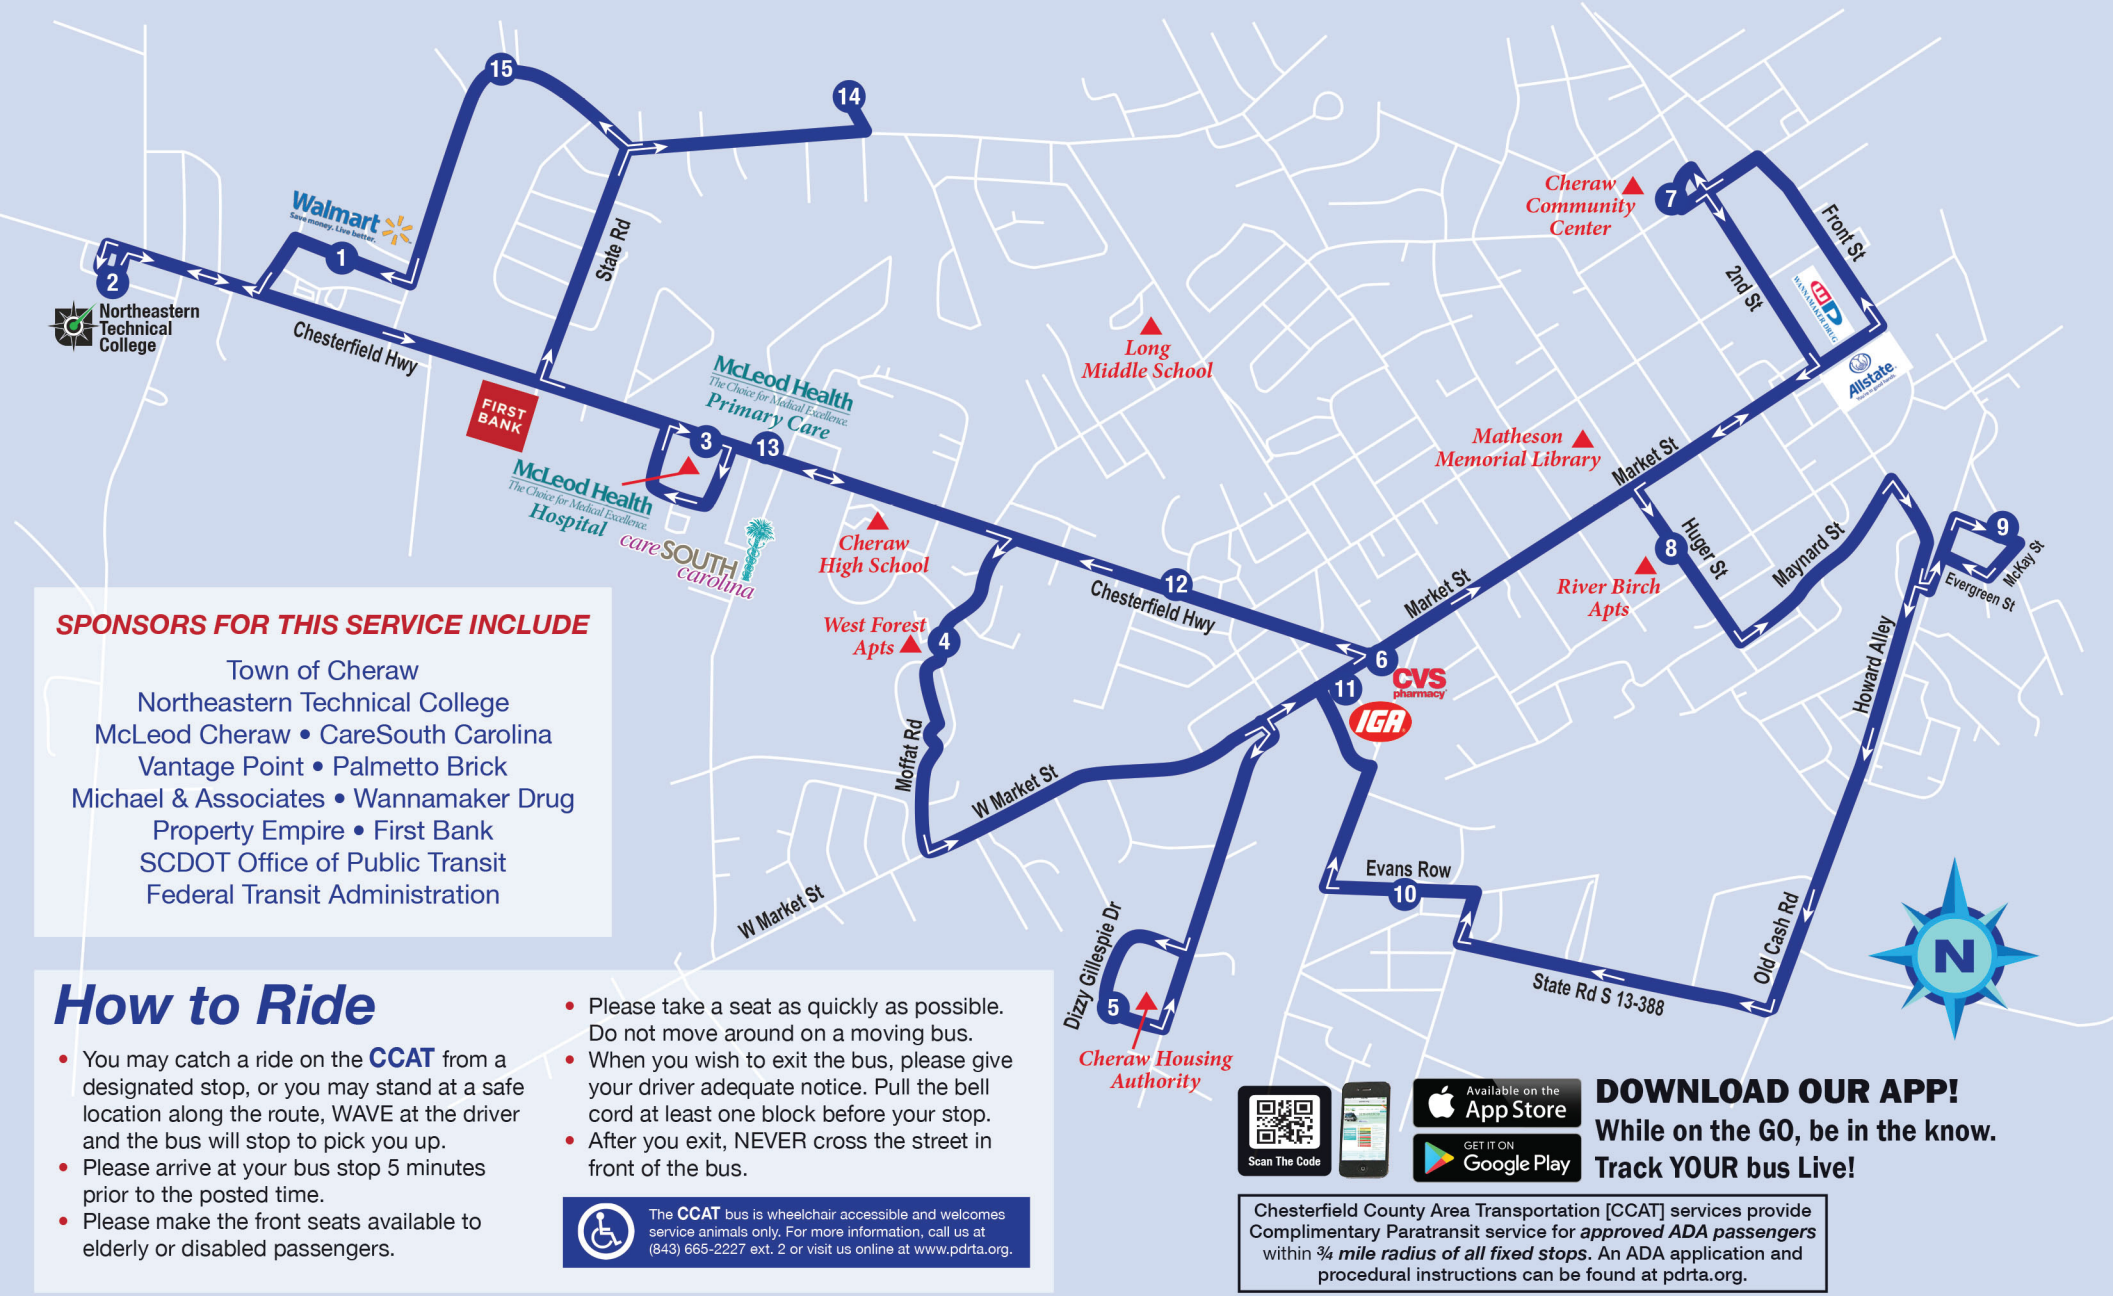 15
14
Walmart
Save money. Live better.
1
2
Northeastern
Technical
College
Chesterfield Hwy
State Rd
FIRST
BANK
McLeod Health
The Choice for Medical Excellence.
Primary Care
3
13
McLeod Health
The Choice for Medical Excellence.
Hospital
careSOUTH
carolina
Cheraw
High School
Long
Middle School
Cheraw
Community
Center
7
Front St
2nd St
WANNAMAKER DRUG
Allstate
You're in good hands.
Matheson
Memorial Library
Market St
8
Huger St
River Birch
Apts
Maynard St
9
McKay St
Evergreen St
Howard Alley
Market St
12
Chesterfield Hwy
6
11
CVS
pharmacy
IGA
West Forest
Apts
4
Moffat Rd
W Market St
W Market St
Evans Row
10
Old Cash Rd
State Rd S 13-388
Dizzy Gillespie Dr
5
Cheraw Housing
Authority
N
SPONSORS FOR THIS SERVICE INCLUDE
Town of Cheraw
Northeastern Technical College
McLeod Cheraw • CareSouth Carolina
Vantage Point • Palmetto Brick
Michael & Associates • Wannamaker Drug
Property Empire • First Bank
SCDOT Office of Public Transit
Federal Transit Administration
How to Ride
• You may catch a ride on the CCAT from a
designated stop, or you may stand at a safe
location along the route, WAVE at the driver
and the bus will stop to pick you up.
• Please arrive at your bus stop 5 minutes
prior to the posted time.
• Please make the front seats available to
elderly or disabled passengers.
• Please take a seat as quickly as possible.
Do not move around on a moving bus.
• When you wish to exit the bus, please give
your driver adequate notice. Pull the bell
cord at least one block before your stop.
• After you exit, NEVER cross the street in
front of the bus.
The CCAT bus is wheelchair accessible and welcomes
service animals only. For more information, call us at
(843) 665-2227 ext. 2 or visit us online at www.pdrta.org.
Scan The Code
Available on the
App Store
GET IT ON
Google Play
DOWNLOAD OUR APP!
While on the GO, be in the know.
Track YOUR bus Live!
Chesterfield County Area Transportation [CCAT] services provide
Complimentary Paratransit service for approved ADA passengers
within ¾ mile radius of all fixed stops. An ADA application and
procedural instructions can be found at pdrta.org.